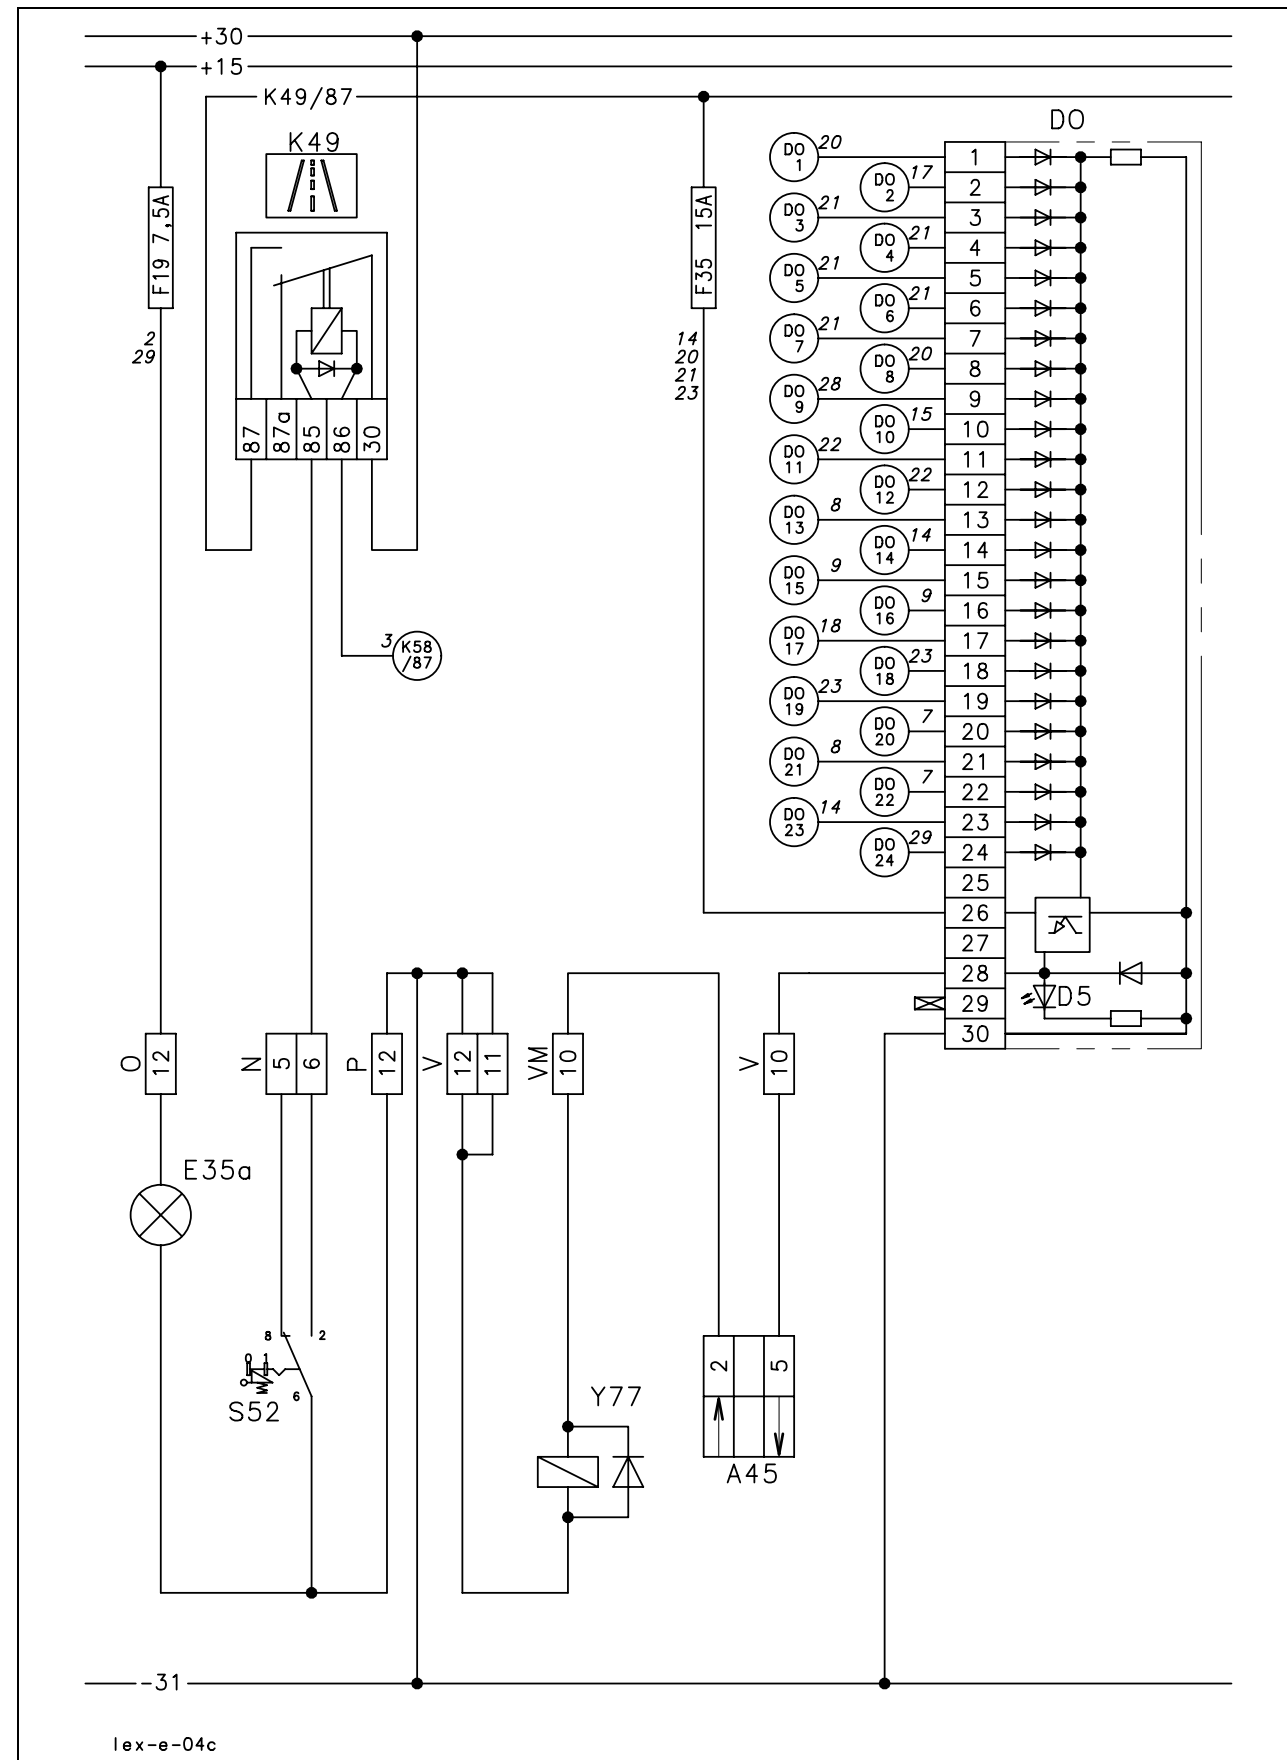 +30
+15
K49/87
K49
DO
F19 7,5A
F35 15A
2
29
14
20
21
23
87
87a
85
86
30
3
K58
/87
DO
1
20
1
DO
2
17
2
DO
3
21
3
DO
4
21
4
DO
5
21
5
DO
6
21
6
DO
7
21
7
DO
8
20
8
DO
9
28
9
DO
10
15
10
DO
11
22
11
DO
12
22
12
DO
13
8
13
DO
14
14
14
DO
15
9
15
DO
16
9
16
DO
17
18
17
DO
18
23
18
DO
19
23
19
DO
20
7
20
DO
21
8
21
DO
22
7
22
DO
23
14
23
DO
24
29
24
25
26
27
28
29
30
D5
O
12
N
5
6
P
12
V
12
11
VM
10
V
10
E35a
8
2
0
1
6
S52
Y77
2
5
A45
-31
lex-e-04c